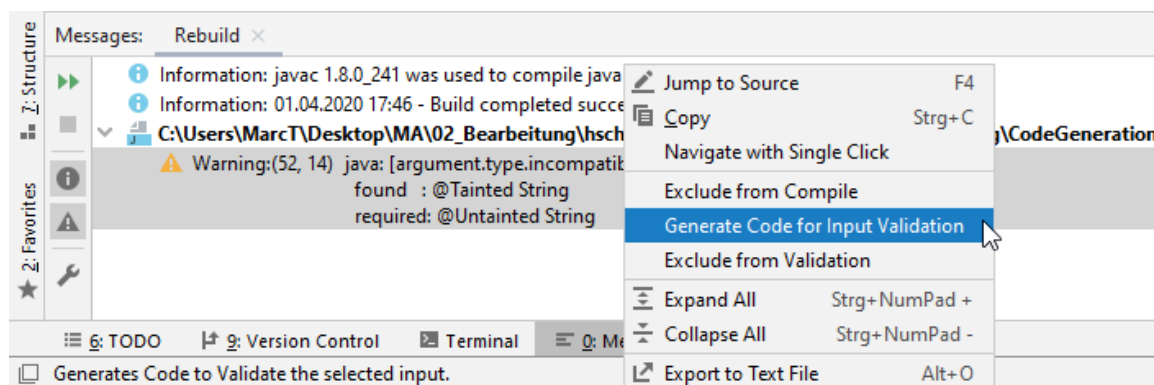 Messages: Rebuild
7: Structure
2: Favorites
Information: javac 1.8.0_241 was used to compile java
Information: 01.04.2020 17:46 - Build completed succe
C:\Users\MarcT\Desktop\MA\02_Bearbeitung\hsch g\CodeGeneration
Warning:(52, 14) java: [argument.type.incompatib
found : @Tainted String
required: @Untainted String
Jump to Source F4
Copy Strg+C
Navigate with Single Click
Exclude from Compile
Generate Code for Input Validation
Exclude from Validation
Expand All Strg+NumPad +
Collapse All Strg+NumPad -
Export to Text File Alt+O
6: TODO 9: Version Control Terminal 0: Me
Generates Code to Validate the selected input.